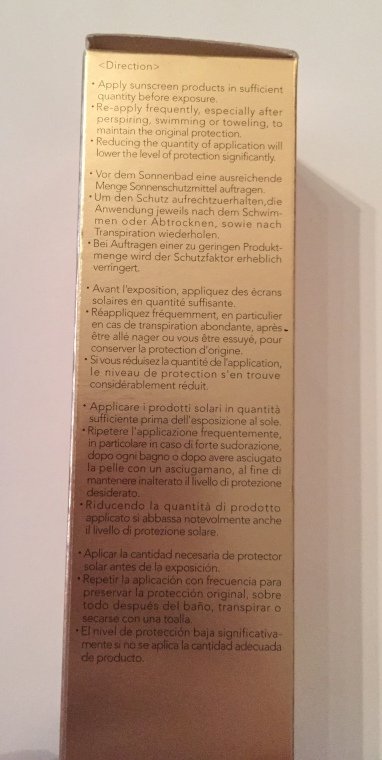 <Direction>
• Apply sunscreen products in sufficient
quantity before exposure.
• Re-apply frequently, especially after
perspiring, swimming or toweling, to
maintain the original protection.
• Reducing the quantity of application will
lower the level of protection significantly.
• Vor dem Sonnenbad eine ausreichende
Menge Sonnenschutzmittel auftragen.
• Um den Schutz aufrechtzuerhalten,die
Anwendung jeweils nach dem Schwim-
men oder Abtrocknen, sowie nach
Transpiration wiederholen.
• Bei Auftragen einer zu geringen Produkt-
menge wird der Schutzfaktor erheblich
verringert.
• Avant l'exposition, appliquez des écrans
solaires en quantité suffisante.
• Réappliquez fréquemment, en particulier
en cas de transpiration abondante, après
être allé nager ou vous être essuyé, pour
conserver la protection d'origine.
• Si vous réduisez la quantité de l'application,
le niveau de protection s'en trouve
considérablement réduit.
• Applicare i prodotti solari in quantità
sufficiente prima dell'esposizione al sole.
• Ripetere l'applicazione frequentemente,
in particolare in caso di forte sudorazione,
dopo ogni bagno o dopo avere asciugato
la pelle con un asciugamano, al fine di
mantenere inalterato il livello di protezione
desiderato.
• Riducendo la quantità di prodotto
applicato si abbassa notevolmente anche
il livello di protezione solare.
• Aplicar la cantidad necesaria de protector
solar antes de la exposición.
• Repetir la aplicación con frecuencia para
preservar la protección original, sobre
todo después del baño, transpirar o
secarse con una toalla.
• El nivel de protección baja significativa-
mente si no se aplica la cantidad adecuada
de producto.